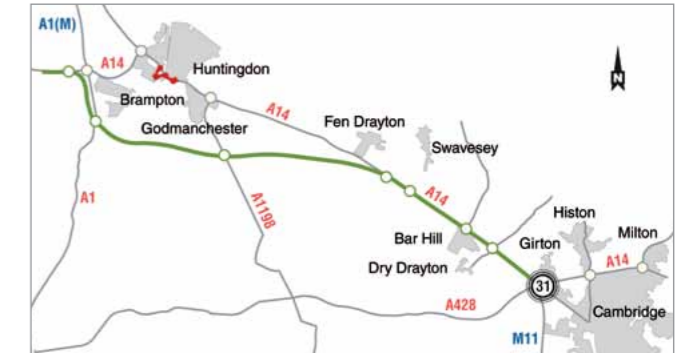 A1(M)
A14
Huntingdon
Brampton
A14
Godmanchester
Fen Drayton
N
Swavesey
A1
A1198
A14
Histon
Bar Hill
Girton
Milton
Dry Drayton
A14
31
A428
Cambridge
M11